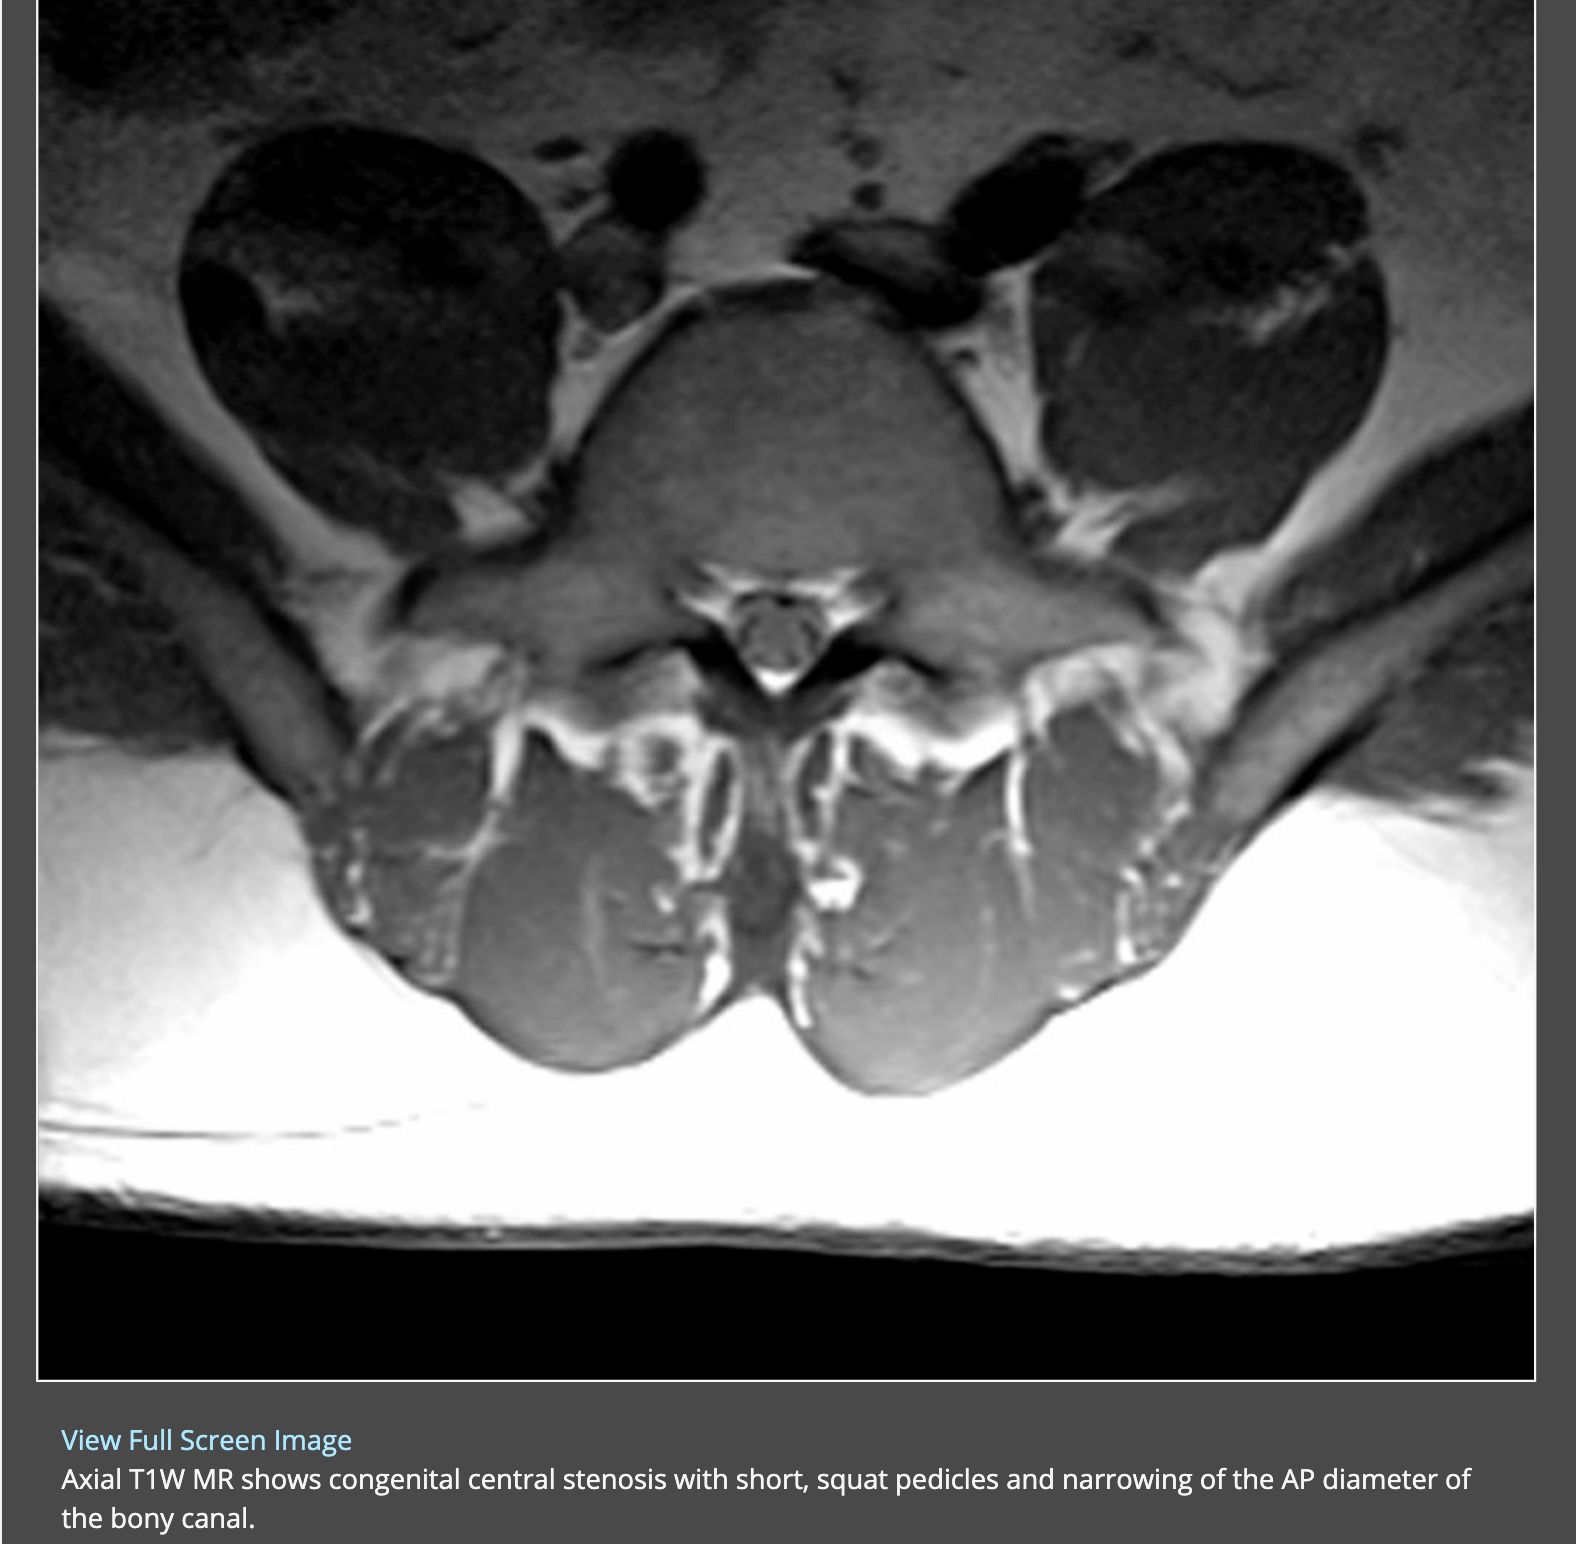 View Full Screen Image
Axial T1W MR shows congenital central stenosis with short, squat pedicles and narrowing of the AP diameter of
the bony canal.